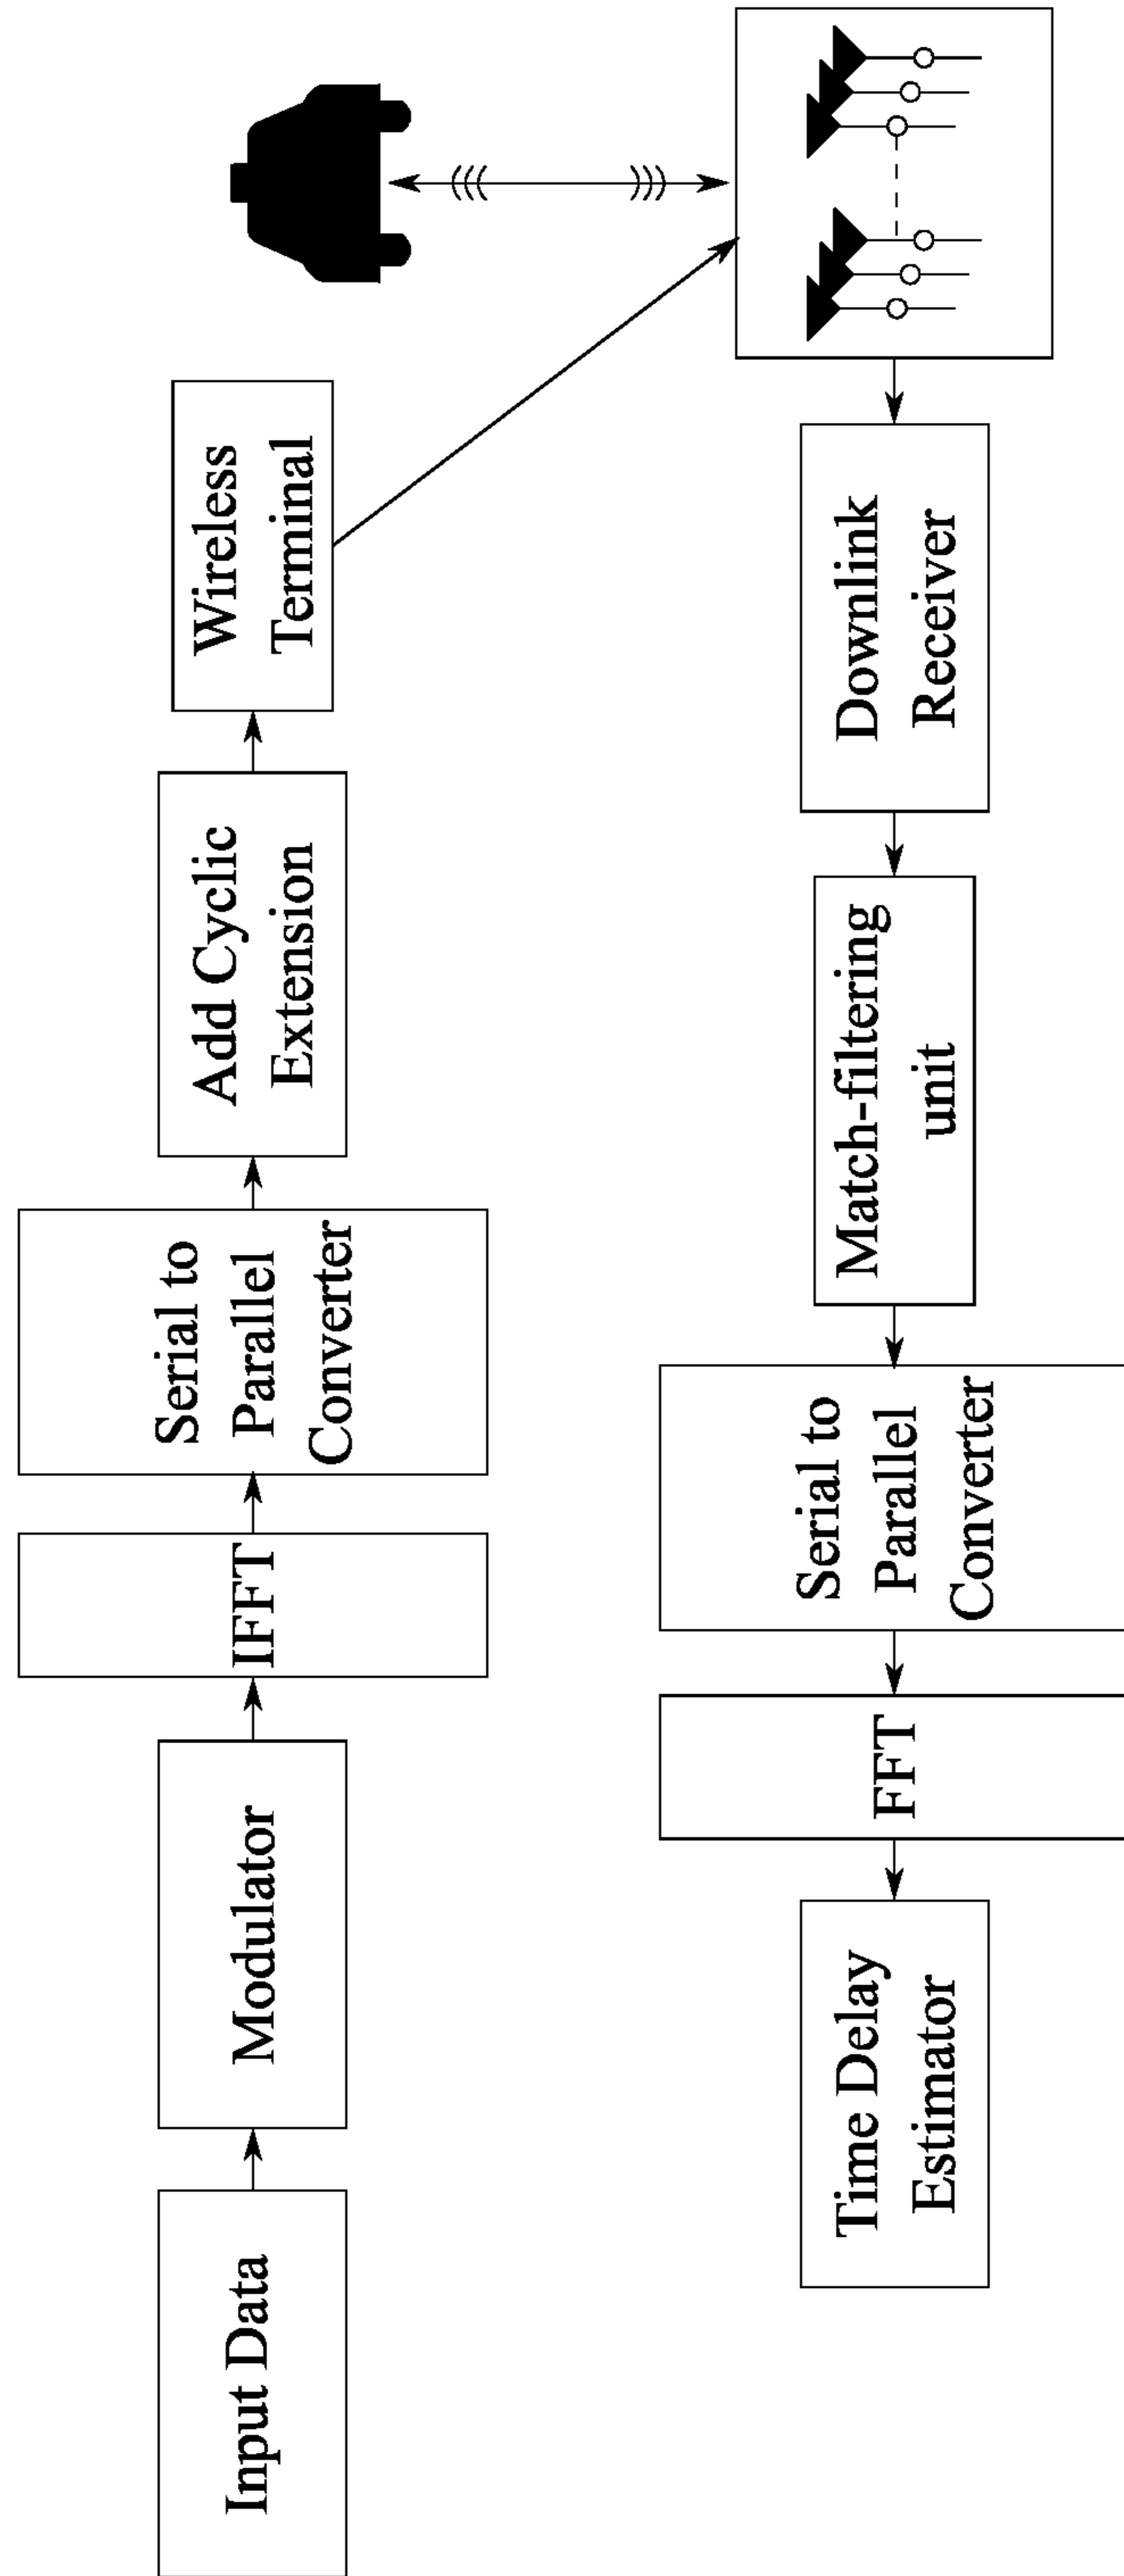 Input Data
Modulator
IFFT
Serial to
Parallel
Converter
Add Cyclic
Extension
Wireless
Terminal
Downlink
Receiver
Match-filtering
unit
Serial to
Parallel
Converter
FFT
Time Delay
Estimator